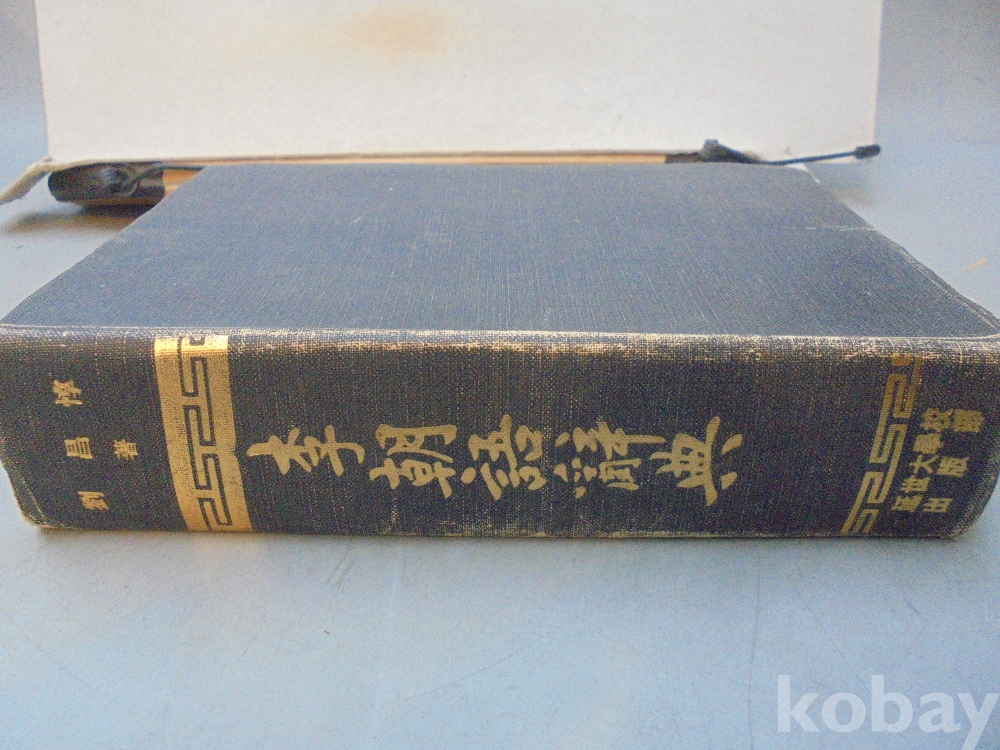 劉昌惇
著
李朝語辭典
延世大學校
出版部
kobay